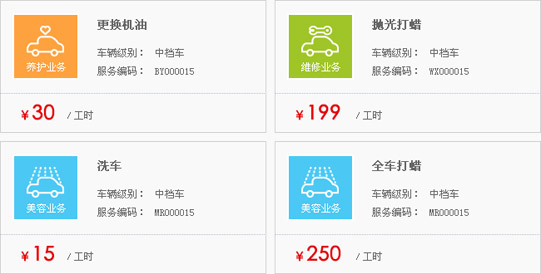 更换机油
车辆级别： 中档车
服务编码： BY000015
养护业务
¥30 / 工时
抛光打蜡
车辆级别： 中档车
服务编码： WX000015
维修业务
¥199 / 工时
洗车
车辆级别： 中档车
服务编码： MR000015
美容业务
¥15 / 工时
全车打蜡
车辆级别： 中档车
服务编码： MR000015
美容业务
¥250 / 工时